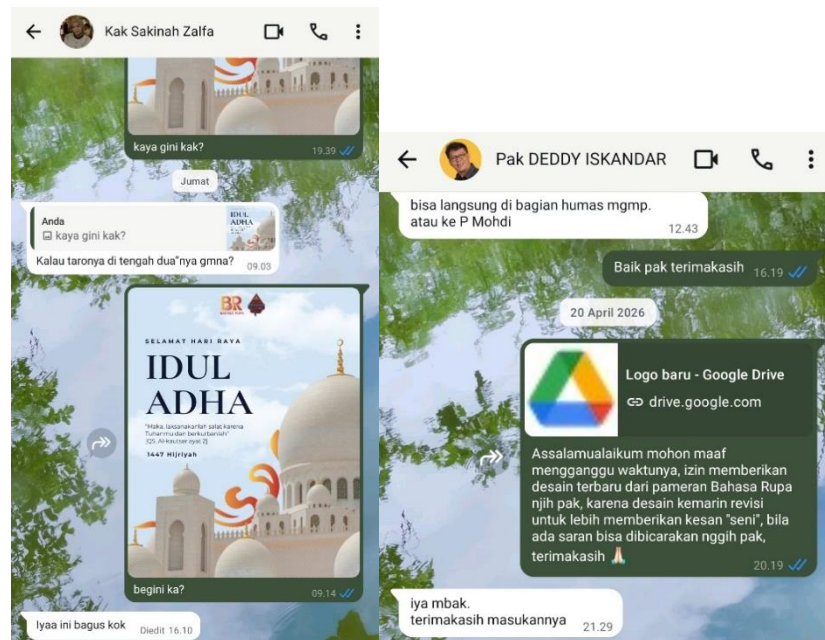 Kak Sakinah Zalfa
kaya gini kak?
19.39
Jumat
Anda
kaya gini kak?
IDUL
ADHA
Kalau taronya di tengah dua"nya gmna?
09.03
BR
SELAMAT HARI RAYA
IDUL
ADHA
"Maka, laksanakanlah salat karena
Tuhanmu dan berkurbanlah"
(QS. Al-kautser ayat 2)
1447 Hijriyah
begini ka?
09.14
Iyaa ini bagus kok
Diedit 16.10
Pak DEDDY ISKANDAR
bisa langsung di bagian humas mgmp.
atau ke P Mohdi
12.43
Baik pak terimakasih 16.19
20 April 2026
Logo baru - Google Drive
drive.google.com
Assalamualaikum mohon maaf
mengganggu waktunya, izin memberikan
desain terbaru dari pameran Bahasa Rupa
njih pak, karena desain kemarin revisi
untuk lebih memberikan kesan "seni", bila
ada saran bisa dibicarakan nggih pak,
terimakasih 🙏🏻
20.19
iya mbak.
terimakasih masukannya
21.29